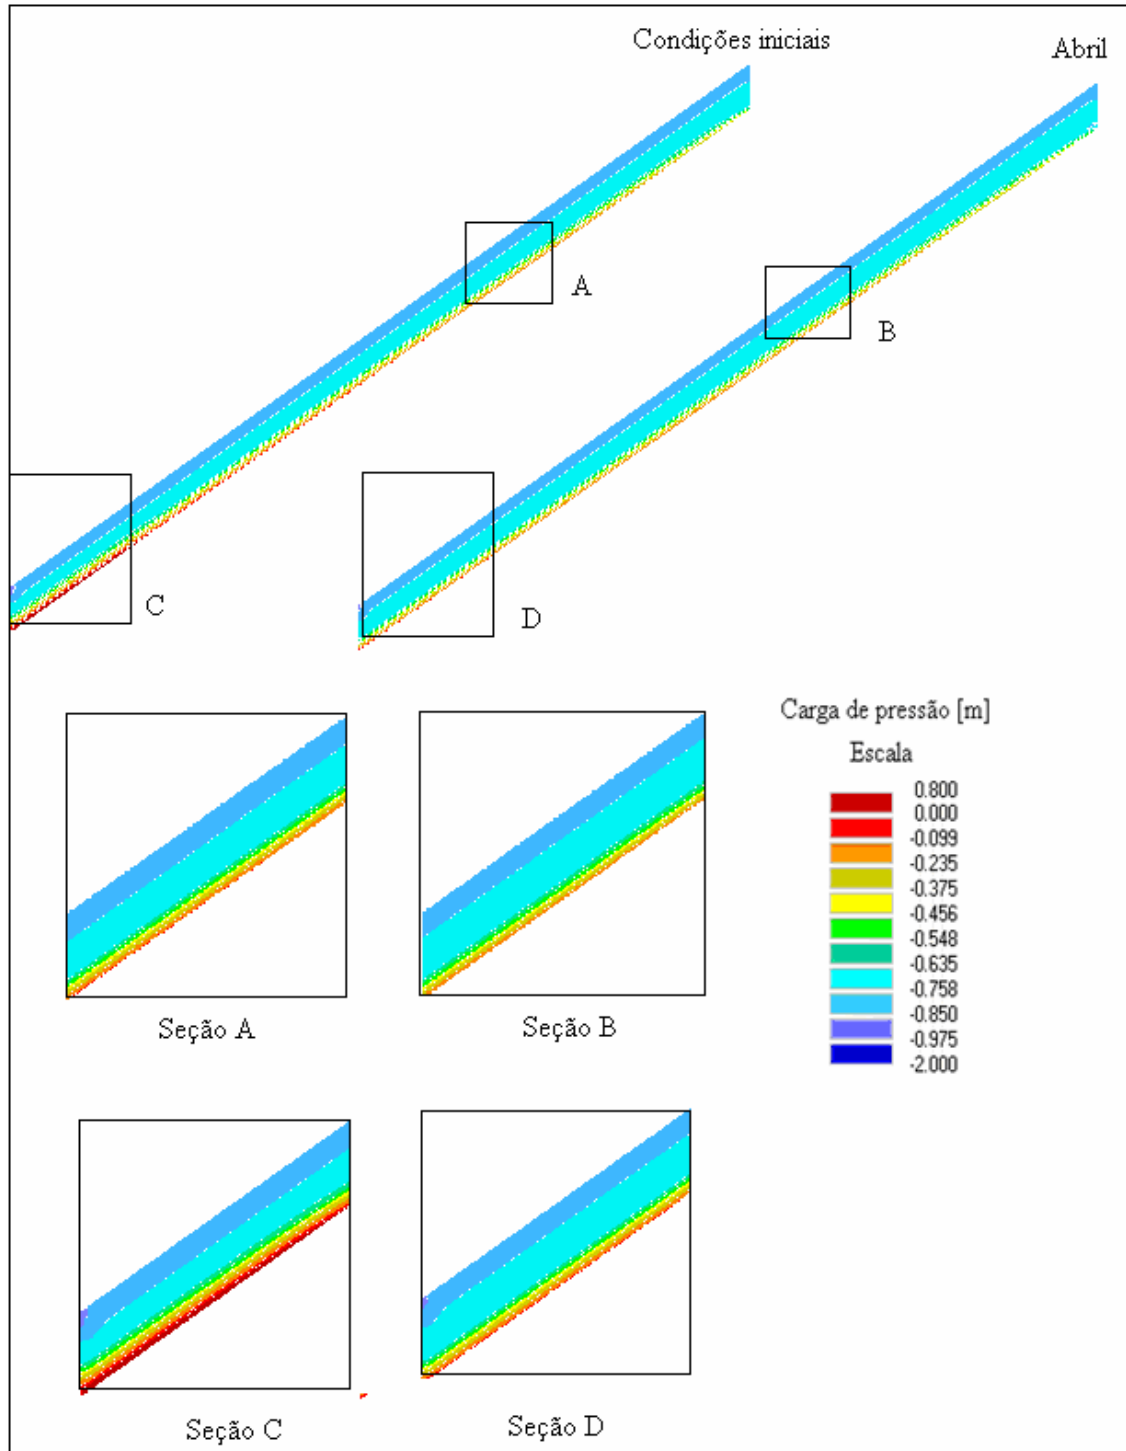 Condições iniciais
Abril
A
B
C
D
Carga de pressão [m]
Escala
0.800
0.000
-0.099
-0.235
-0.375
-0.456
-0.548
-0.635
-0.758
-0.850
-0.975
-2.000
Seção A
Seção B
Seção C
Seção D